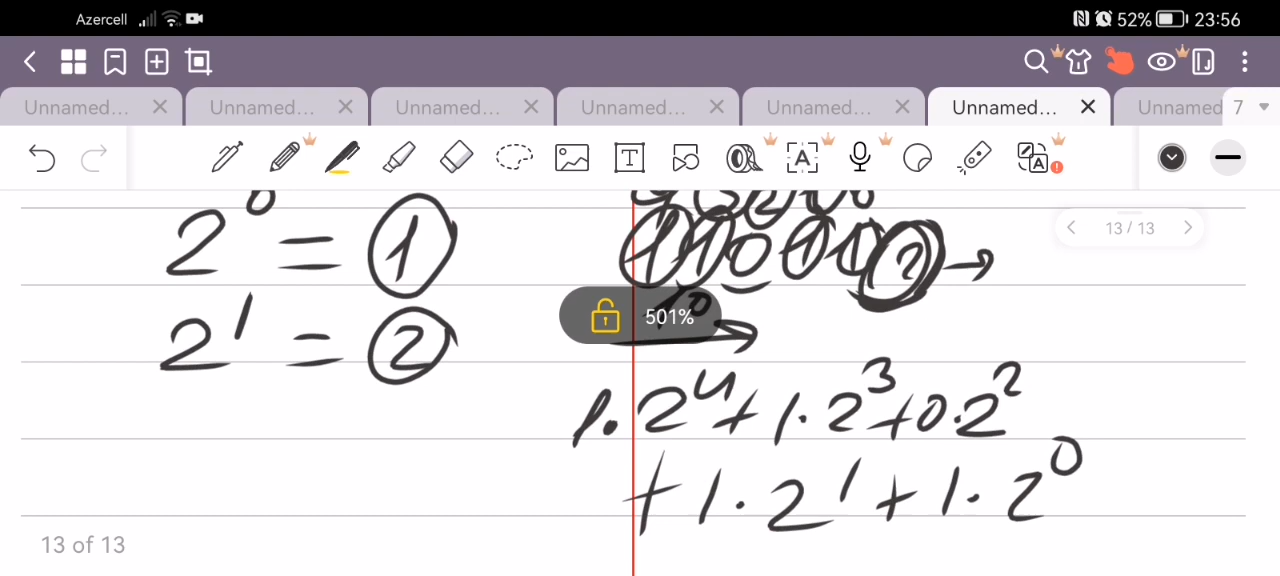 Azercell 52% 23:56
Unnamed... Unnamed... Unnamed... Unnamed... Unnamed... Unnamed... Unnamed 7
13 / 13
2⁰ = 1
11011₂
501%
2¹ = 2
1·2⁴+1·2³+0·2²
+1·2¹+1·2⁰
13 of 13